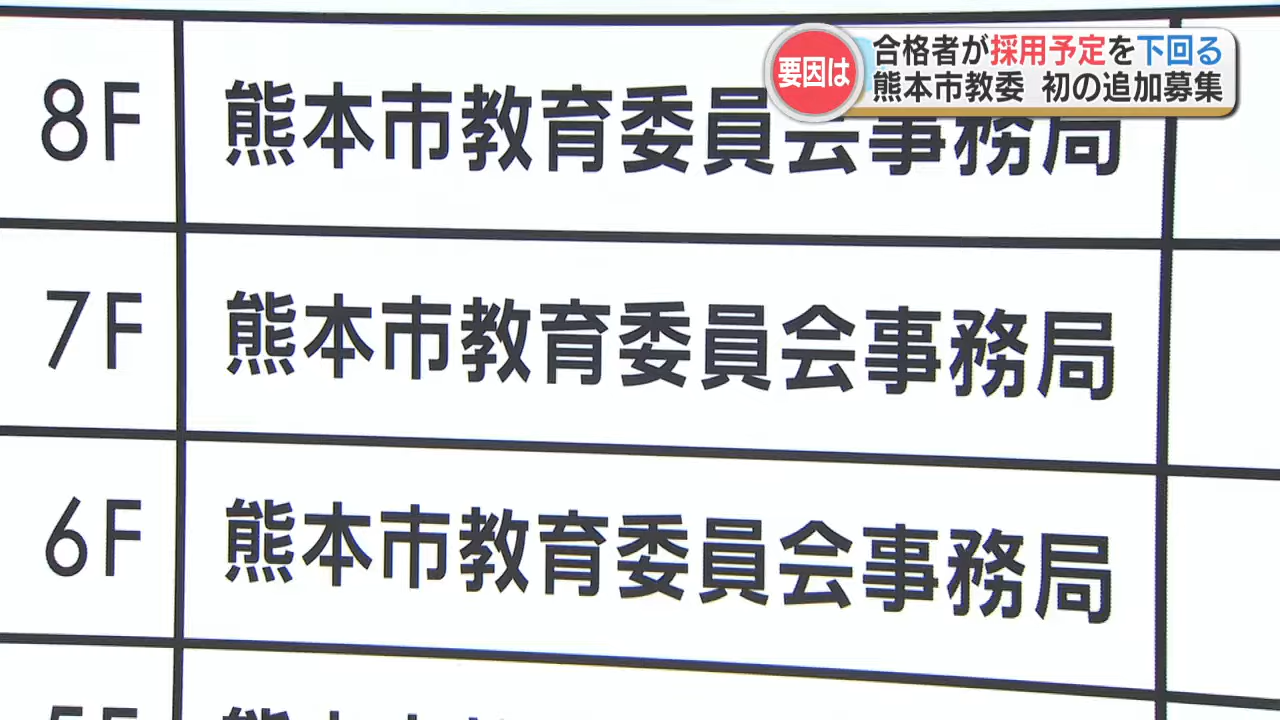 要因は
合格者が採用予定を下回る
熊本市教委 初の追加募集
8F 熊本市教育委員会事務局
7F 熊本市教育委員会事務局
6F 熊本市教育委員会事務局